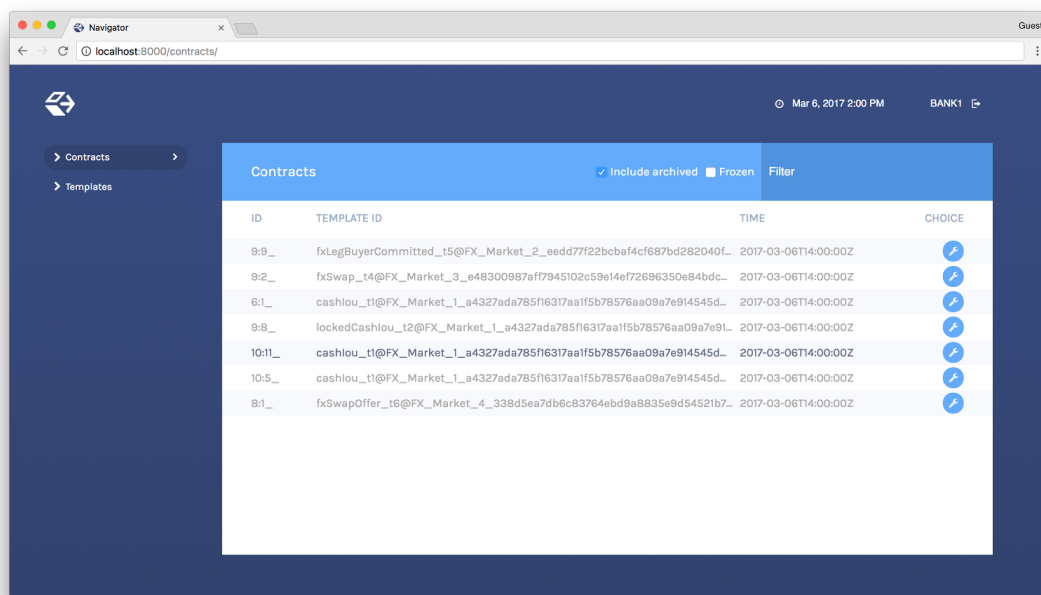 Navigator
Guest
localhost:8000/contracts/
Mar 6, 2017 2:00 PM
BANK1
Contracts
Templates
Contracts
Include archived
Frozen
Filter
ID TEMPLATE ID TIME CHOICE
9:9_ fxLegBuyerCommitted_t5@FX_Market_2_eedd77f22bcbaf4cf687bd282040f... 2017-03-06T14:00:00Z
9:2_ fxSwap_t4@FX_Market_3_e48300987aff7945102c59e14ef72696350e84bdc... 2017-03-06T14:00:00Z
6:1_ cashIou_t1@FX_Market_1_a4327ada785f16317aa1f5b78576aa09a7e914545d... 2017-03-06T14:00:00Z
9:8_ lockedCashIou_t2@FX_Market_1_a4327ada785f16317aa1f5b78576aa09a7e91... 2017-03-06T14:00:00Z
10:11_ cashIou_t1@FX_Market_1_a4327ada785f16317aa1f5b78576aa09a7e914545d... 2017-03-06T14:00:00Z
10:5_ cashIou_t1@FX_Market_1_a4327ada785f16317aa1f5b78576aa09a7e914545d... 2017-03-06T14:00:00Z
8:1_ fxSwapOffer_t6@FX_Market_4_338d5ea7db6c83764ebd9a8835e9d54521b7... 2017-03-06T14:00:00Z